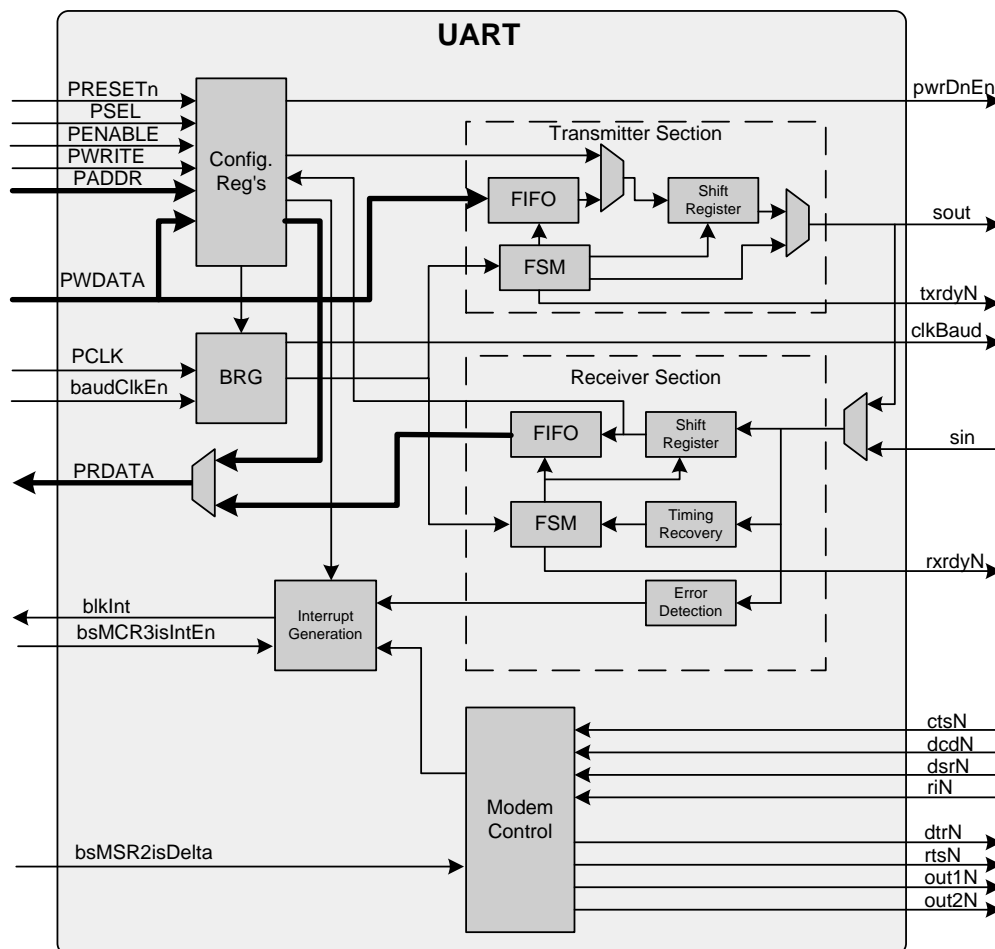 UART
PRESETn
PSEL
PENABLE
PWRITE
PADDR
PWDATA
PCLK
baudClkEn
PRDATA
blkInt
bsMCR3isIntEn
bsMSR2isDelta
Config.
Reg's
BRG
Interrupt
Generation
Transmitter Section
FIFO
Shift
Register
FSM
Receiver Section
FIFO
Shift
Register
FSM
Timing
Recovery
Error
Detection
Modem
Control
pwrDnEn
sout
txrdyN
clkBaud
sin
rxrdyN
ctsN
dcdN
dsrN
riN
dtrN
rtsN
out1N
out2N